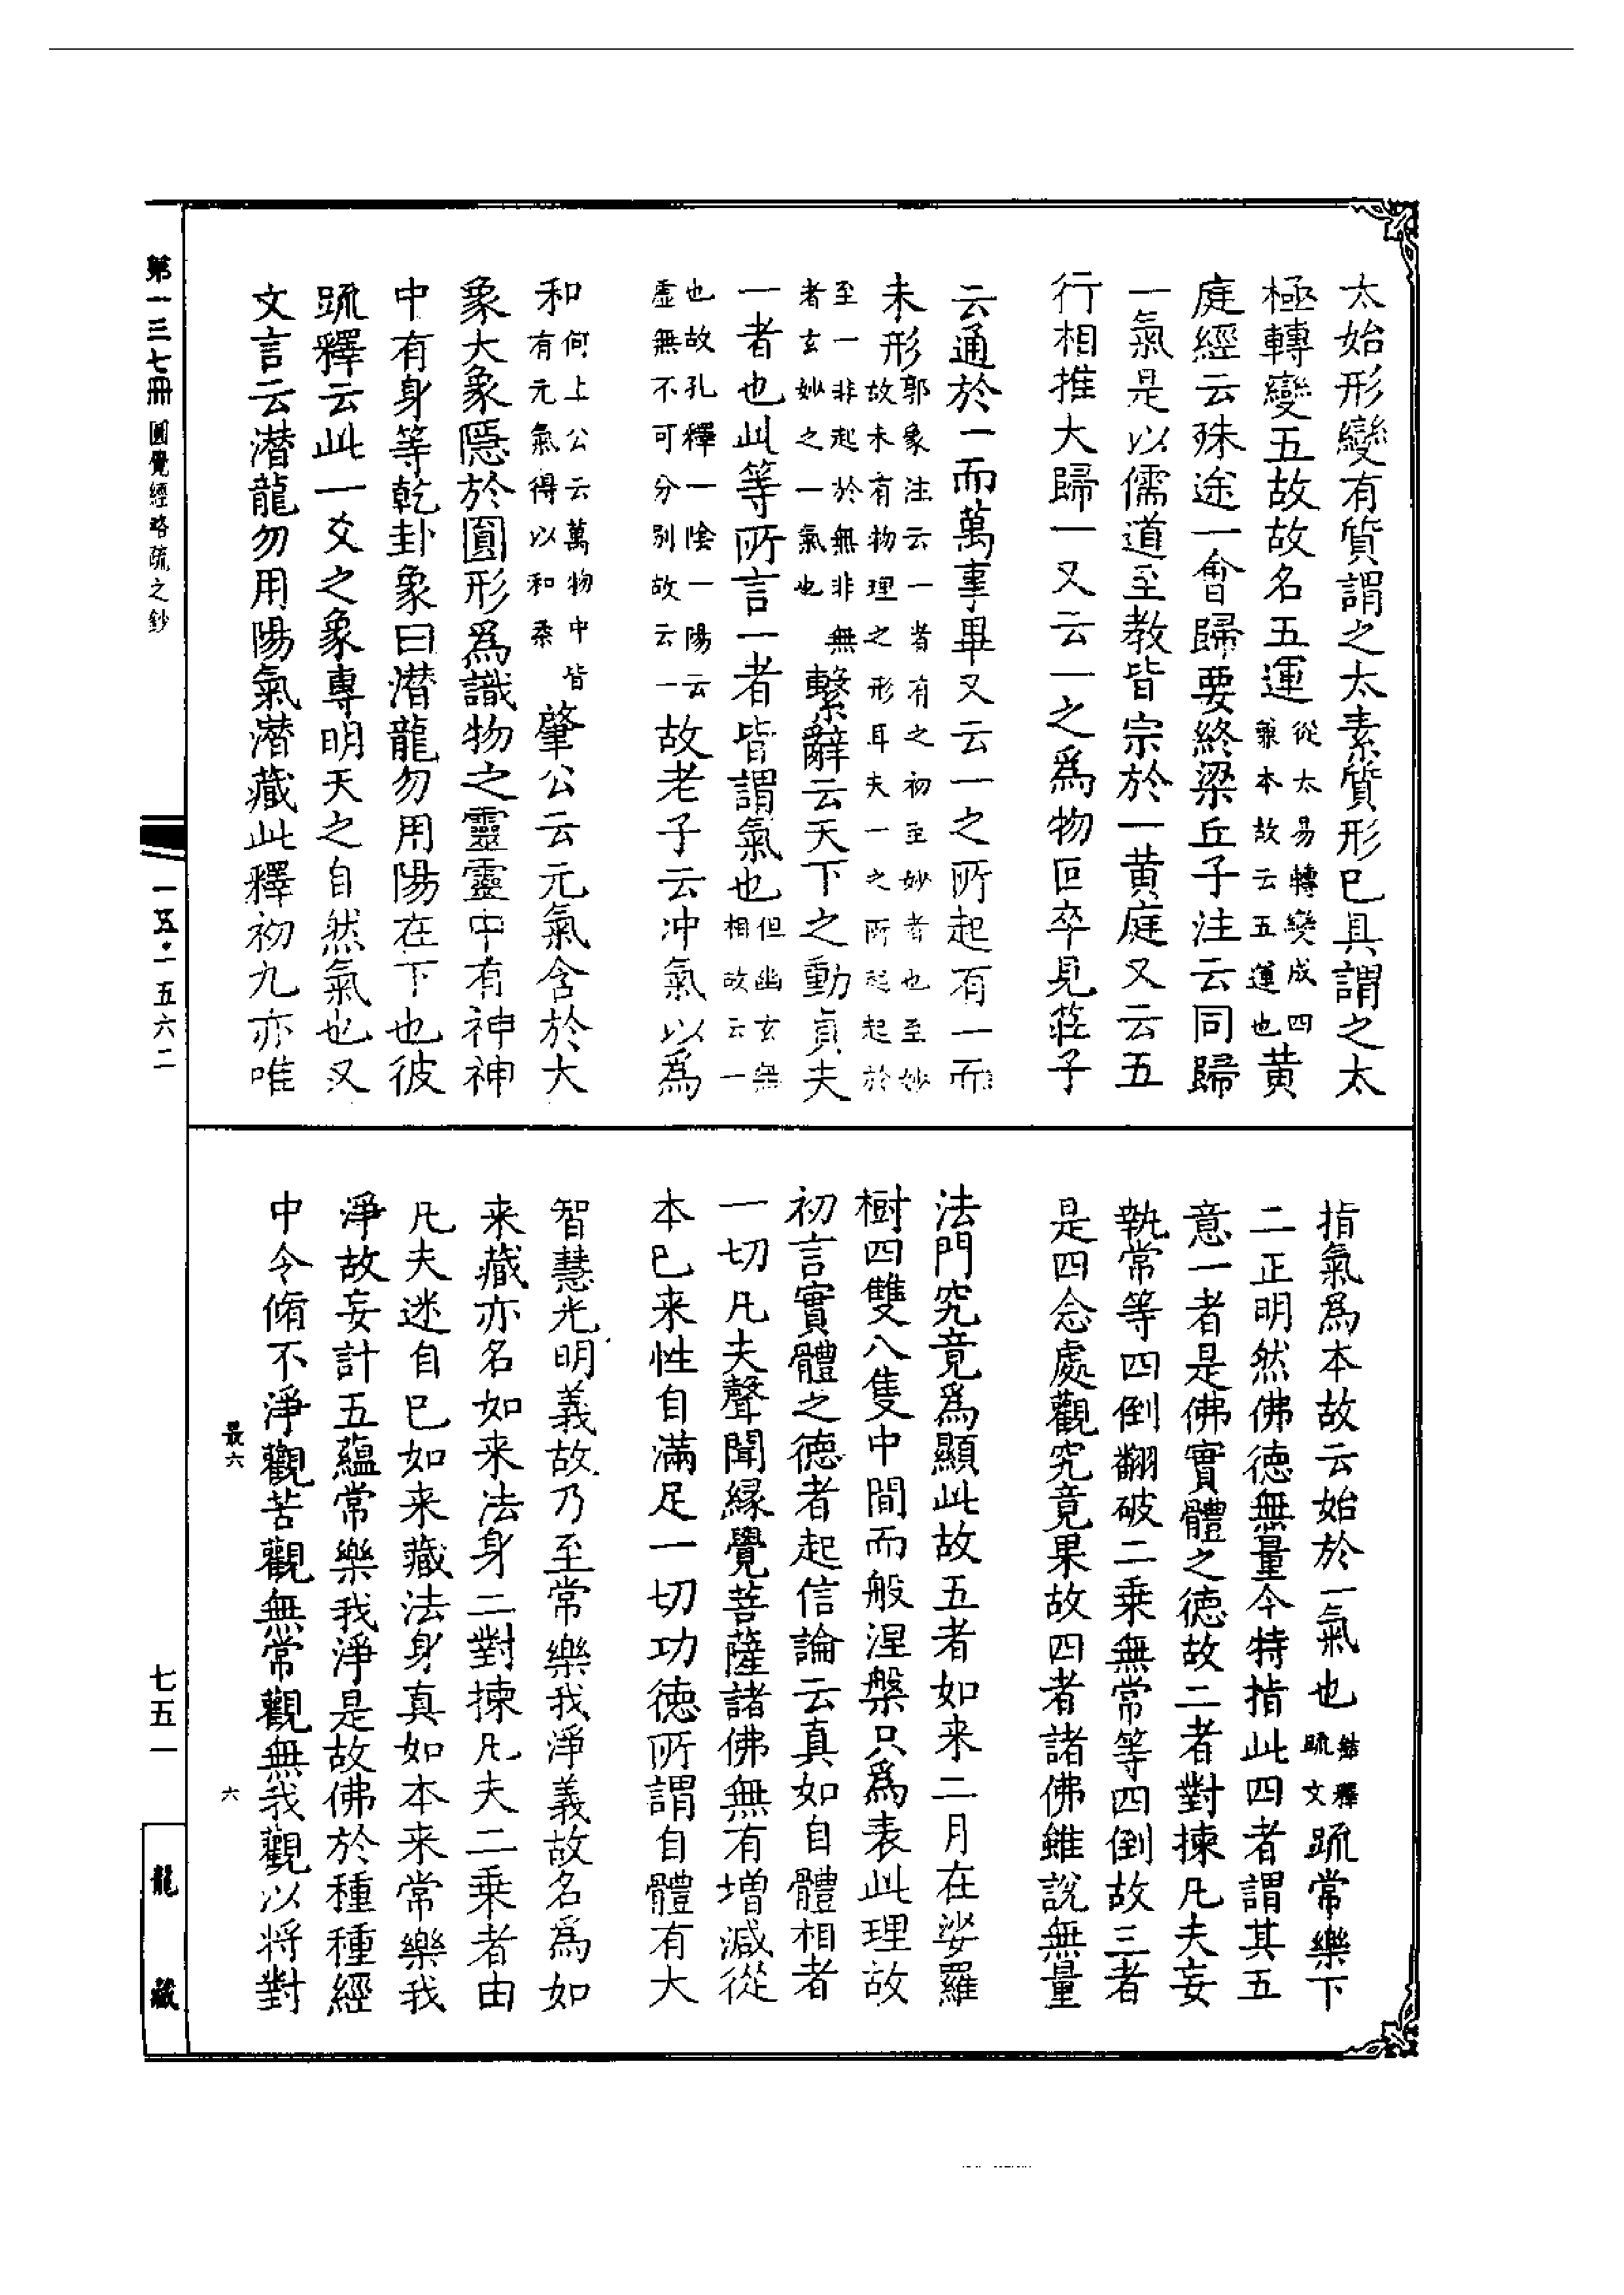 太始形變有質謂之太素質形已具謂之太
極轉變五故故名五運從太易轉變成四氣本故云五運也黄
庭經云殊途一會歸要終梁丘子注云同歸
一氣是以儒道至教皆宗於一黄庭又云五
行相推大歸一又云一之為物叵卒見莊子
云通於一而萬事畢又云一之所起有一而
未形郭象注云一者有之初至妙者也至妙故未有物理之形耳夫一之所起起於
至一非起於無非無者玄妙之一氣也繫辭云天下之動貞夫
一者也此等所言一者皆謂氣也但幽玄無相故云一
也故孔釋一陰一陽云虛無不可分別故云一故老子云冲氣以為
和何上公云萬物中皆有元氣得以和柔肇公云元氣含於大
象大象隱於圓形為識物之靈靈中有神神
中有身等乾卦象曰潜龍勿用陽在下也彼
䟽釋云此一爻之象專明天之自然氣也又
文言云潜龍勿用陽氣潜藏此釋初九亦唯
指氣為本故云始於一氣也結釋䟽文䟽常樂下
二正明然佛德無量今特指此四者謂其五
意一者是佛實體之德故二者對揀凡夫妄
執常等四倒翻破二乘無常等四倒故三者
是四念處觀究竟果故四者諸佛雖説無量
法門究竟為顯此故五者如来二月在娑羅
樹四雙八隻中間而般涅槃只為表此理故
初言實體之德者起信論云真如自體相者
一切凡夫聲聞縁覺菩薩諸佛無有增減從
本已来性自滿足一切功德所謂自體有大
智慧光明義故乃至常樂我淨義故名為如
来藏亦名如来法身二對揀凡夫二乘者由
凡夫迷自已如来藏法身真如本来常樂我
淨故妄計五藴常樂我淨是故佛於種種經
中令脩不淨觀苦觀無常觀無我觀以將對
最六
六
第一三七冊 圓覺經略疏之鈔
一五·一五六二
七五一
龍藏